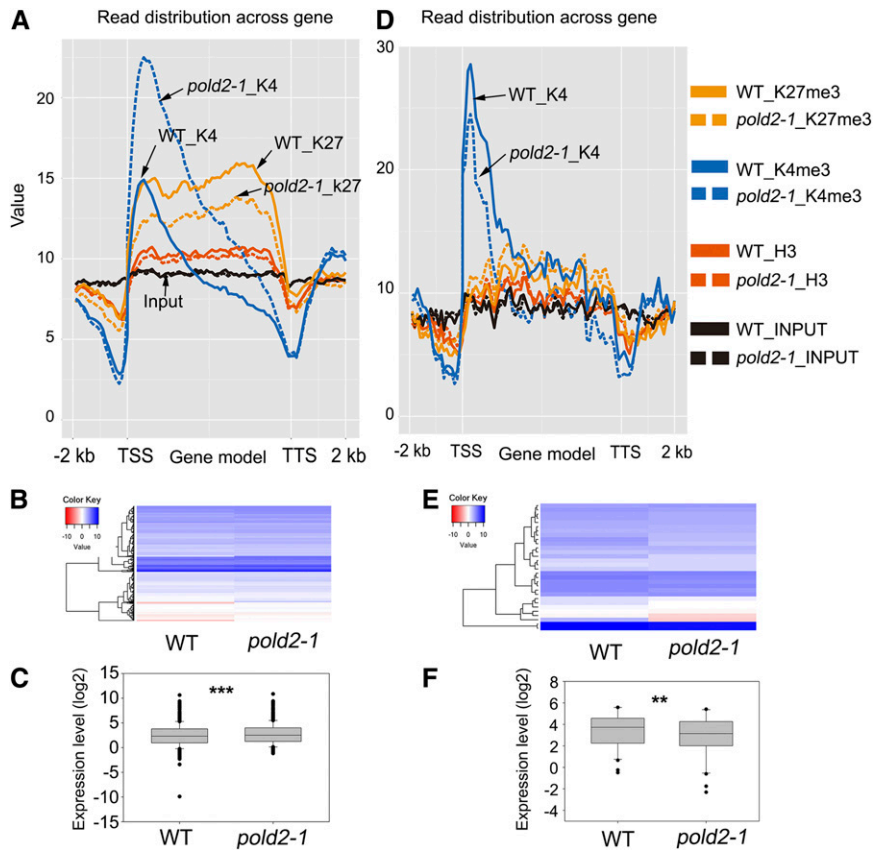 A
Read distribution across gene
Value
20
15
10
5
0
pold2-1_K4
WT_K4
WT_K27
pold2-1_k27
Input
-2 kb TSS Gene model TTS 2 kb
D
Read distribution across gene
30
20
10
0
WT_K4
pold2-1_K4
-2 kb TSS Gene model TTS 2 kb
WT_K27me3
pold2-1_K27me3
WT_K4me3
pold2-1_K4me3
WT_H3
pold2-1_H3
WT_INPUT
pold2-1_INPUT
B
Color Key
-10 0 10
Value
WT pold2-1
E
Color Key
-10 0 10
Value
WT pold2-1
C
Expression level (log2)
15
10
5
0
-5
-10
-15
***
WT pold2-1
F
Expression level (log2)
8
6
4
2
0
-2
-4
**
WT pold2-1